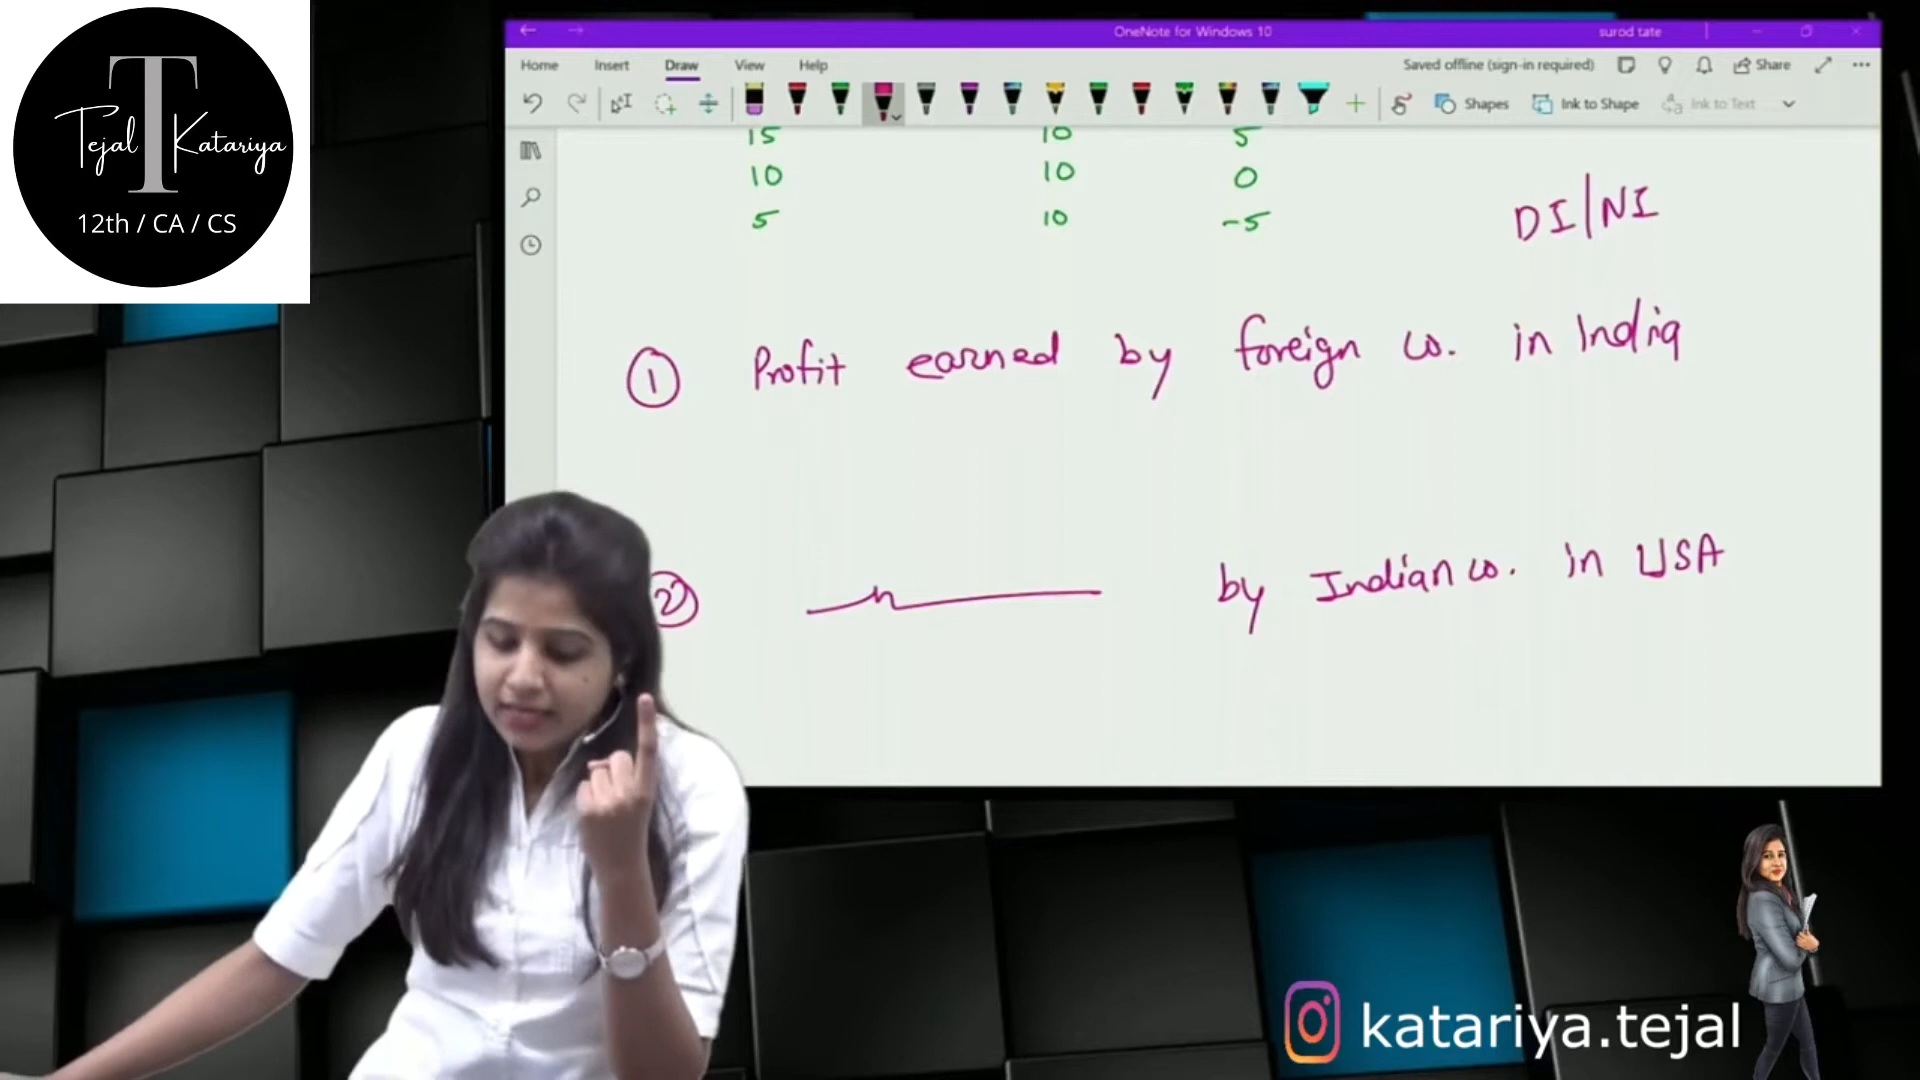 Tejal T Katariya
12th / CA / CS
OneNote for Windows 10
surod tate
Home Insert Draw View Help
Saved offline (sign-in required) Share
Shapes Ink to Shape Ink to Text
15 10 5
10 10 0
5 10 -5
DI/NI
① Profit earned by foreign co. in India
② by Indian co. in USA
katariya.tejal